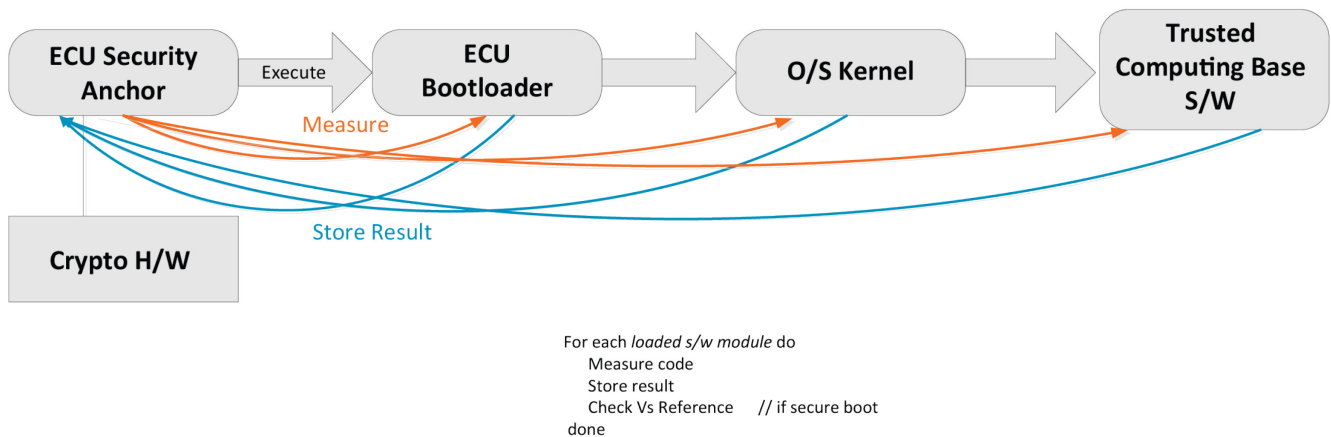 ECU Security
Anchor
Execute
ECU
Bootloader
O/S Kernel
Trusted
Computing Base
S/W
Measure
Store Result
Crypto H/W
For each loaded s/w module do
Measure code
Store result
Check Vs Reference // if secure boot
done